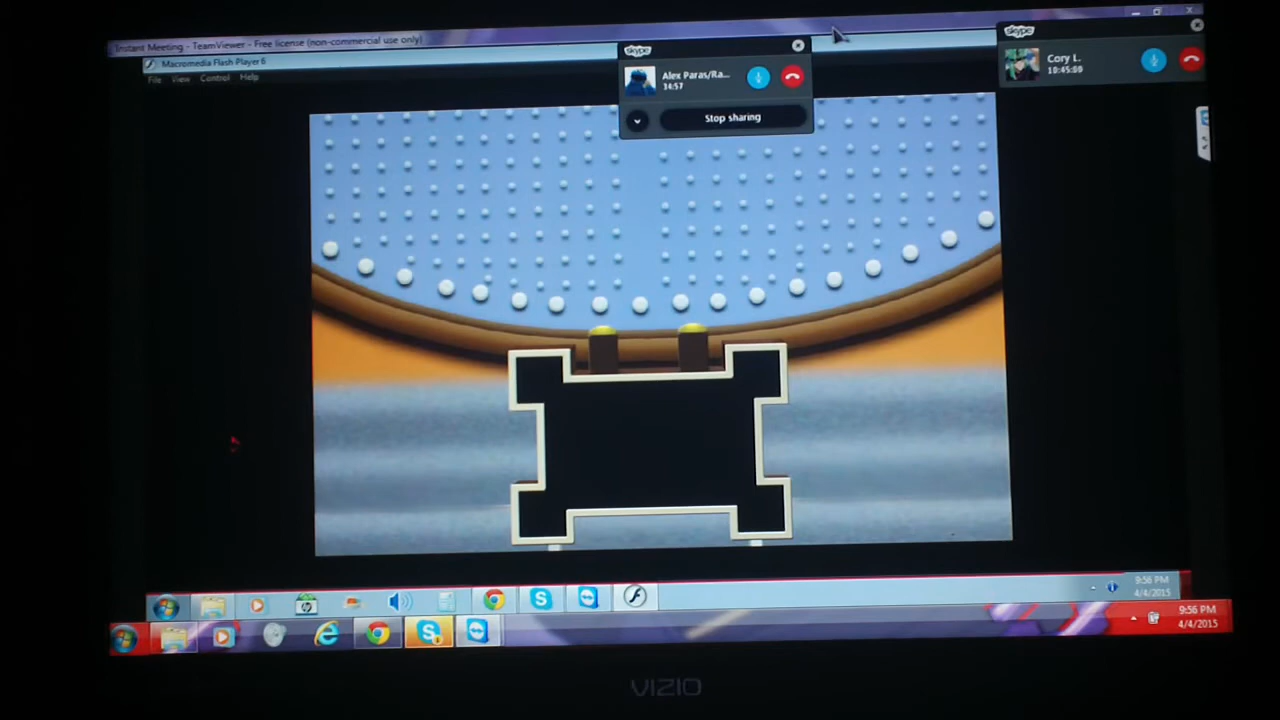 Instant Meeting - TeamViewer - Free license (non-commercial use only)
Macromedia Flash Player 6
File View Control Help
skype
Alex Paras/Ra...
34:57
Stop sharing
skype
Cory L.
10:45:00
9:56 PM
4/4/2015
9:56 PM
4/4/2015
VIZIO